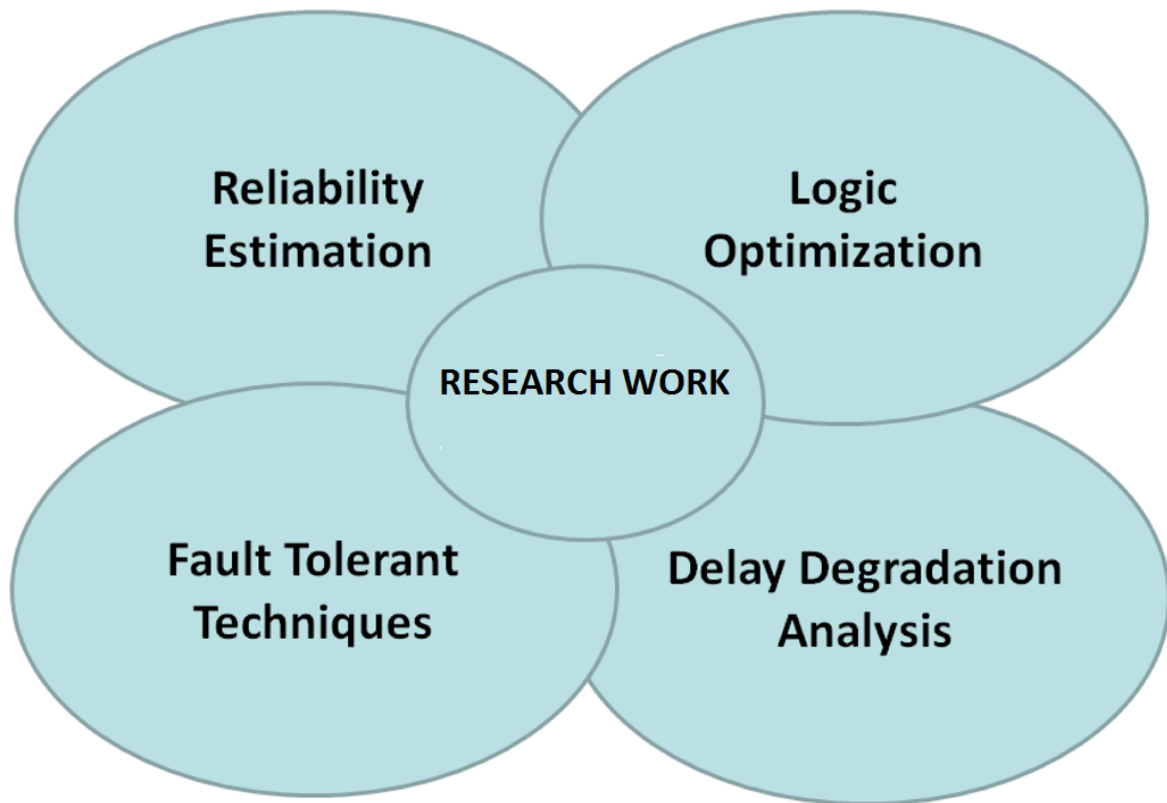 Reliability
Estimation
Logic
Optimization
RESEARCH WORK
Fault Tolerant
Techniques
Delay Degradation
Analysis